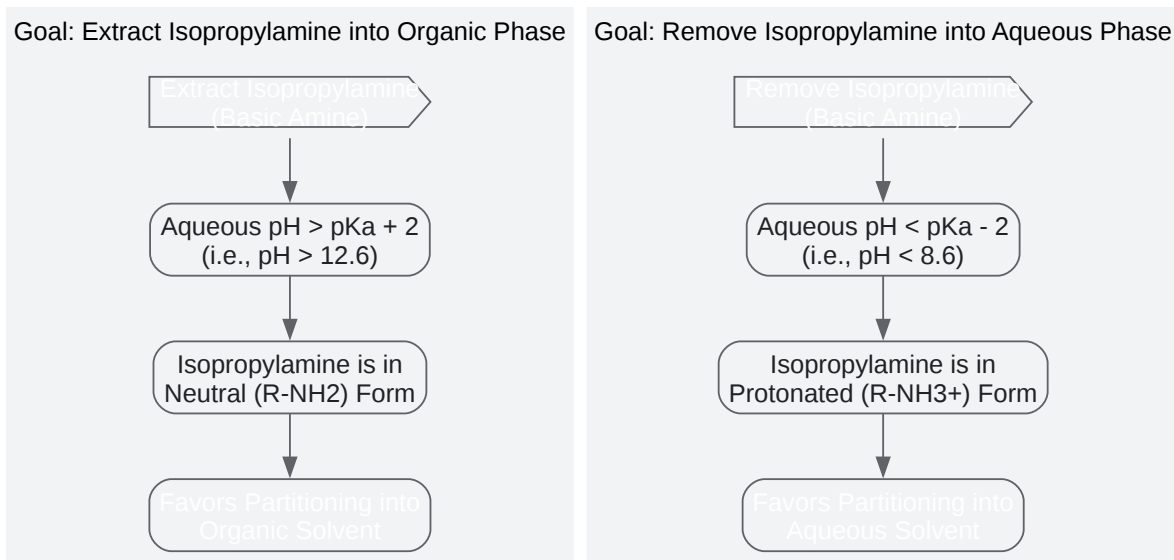 Goal: Extract Isopropylamine into Organic Phase
Extract Isopropylamine
(Basic Amine)
Aqueous pH > pKa + 2
(i.e., pH > 12.6)
Isopropylamine is in
Neutral (R-NH2) Form
Favors Partitioning into
Organic Solvent
Goal: Remove Isopropylamine into Aqueous Phase
Remove Isopropylamine
(Basic Amine)
Aqueous pH < pKa - 2
(i.e., pH < 8.6)
Isopropylamine is in
Protonated (R-NH3+) Form
Favors Partitioning into
Aqueous Solvent